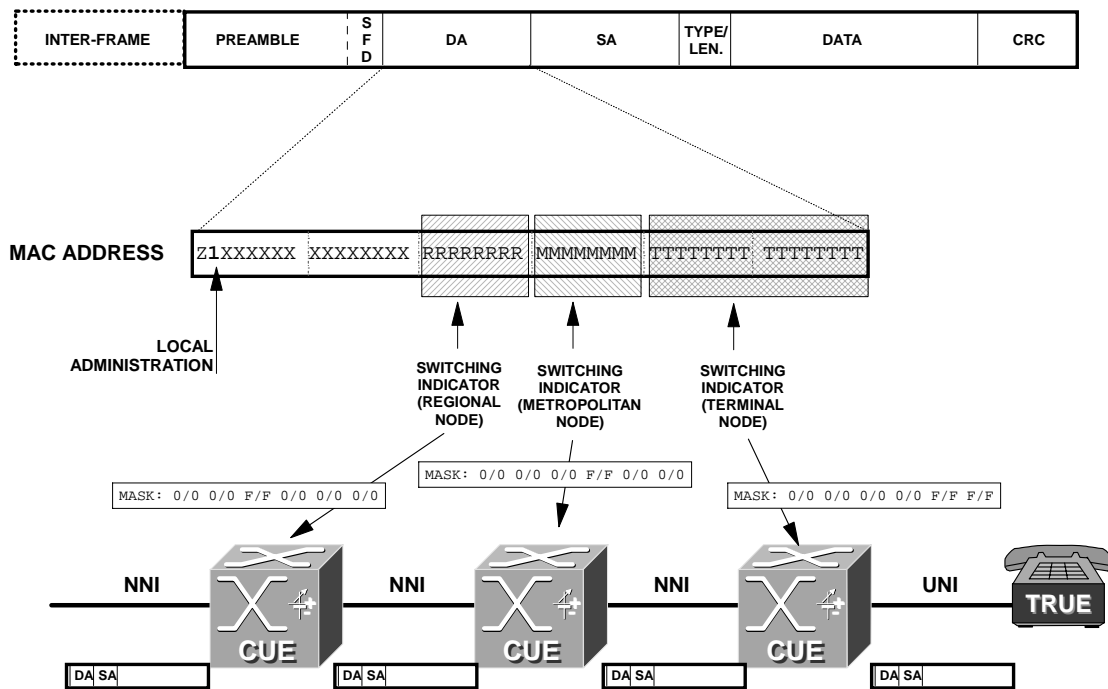 INTER-FRAME PREAMBLE SFD DA SA TYPE/LEN. DATA CRC
MAC ADDRESS Z1XXXXXX XXXXXXXX RRRRRRRR MMMMMMMM TTTTTTTT TTTTTTTT
LOCAL
ADMINISTRATION
SWITCHING
INDICATOR
(REGIONAL
NODE)
SWITCHING
INDICATOR
(METROPOLITAN
NODE)
SWITCHING
INDICATOR
(TERMINAL
NODE)
MASK: 0/0 0/0 F/F 0/0 0/0 0/0
MASK: 0/0 0/0 0/0 F/F 0/0 0/0
MASK: 0/0 0/0 0/0 0/0 F/F F/F
NNI NNI NNI UNI
CUE CUE CUE TRUE
DA SA DA SA DA SA DA SA